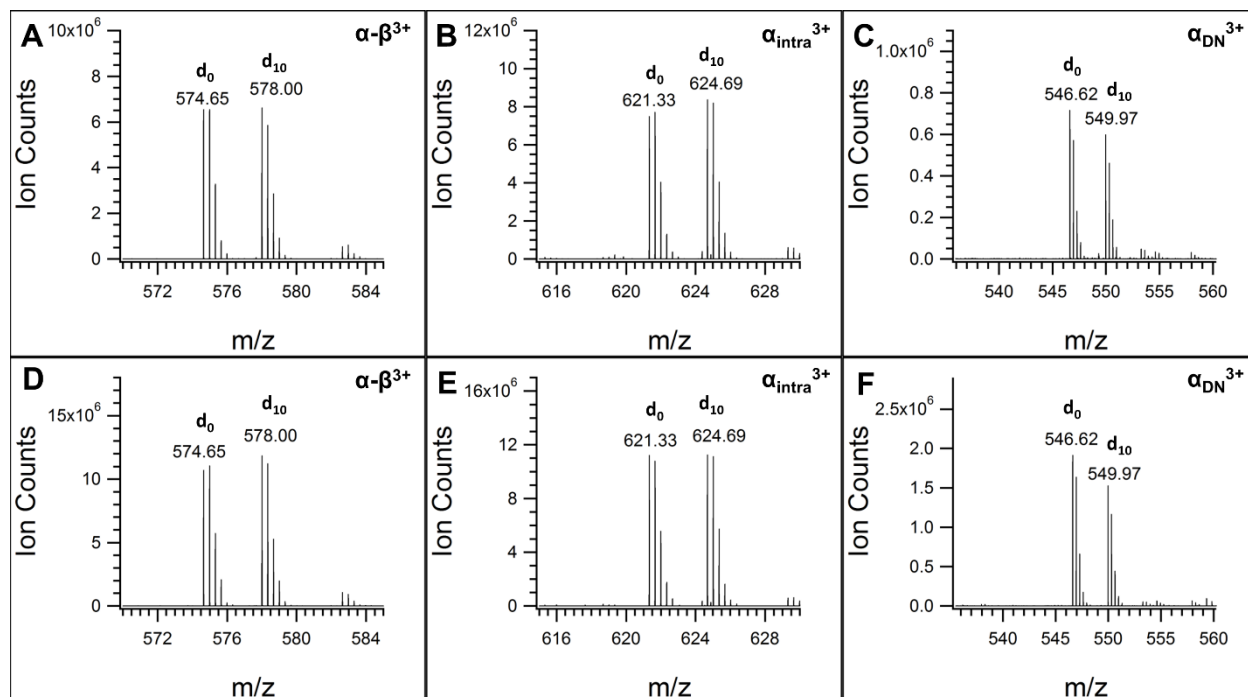 A
α-β³⁺
10x10⁶
8
6
4
2
0
Ion Counts
d₀
574.65
d₁₀
578.00
572
576
580
584
m/z
B
αintra³⁺
12x10⁶
10
8
6
4
2
0
Ion Counts
d₀
621.33
d₁₀
624.69
616
620
624
628
m/z
C
αDN³⁺
1.0x10⁶
0.8
0.6
0.4
0.2
0.0
Ion Counts
d₀
546.62
d₁₀
549.97
540
545
550
555
560
m/z
D
α-β³⁺
15x10⁶
10
5
0
Ion Counts
d₀
574.65
d₁₀
578.00
572
576
580
584
m/z
E
αintra³⁺
16x10⁶
12
8
4
0
Ion Counts
d₀
621.33
d₁₀
624.69
616
620
624
628
m/z
F
αDN³⁺
2.5x10⁶
2.0
1.5
1.0
0.5
0.0
Ion Counts
d₀
546.62
d₁₀
549.97
540
545
550
555
560
m/z